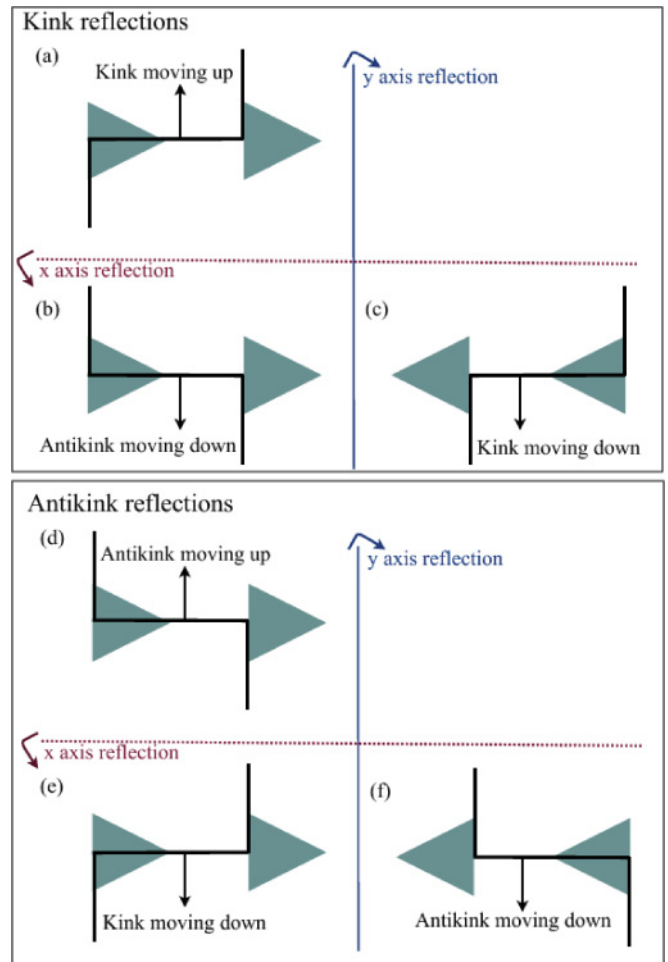 Kink reflections
(a)
Kink moving up
y axis reflection
x axis reflection
(b)
(c)
Antikink moving down
Kink moving down
Antikink reflections
(d)
Antikink moving up
y axis reflection
x axis reflection
(e)
(f)
Kink moving down
Antikink moving down